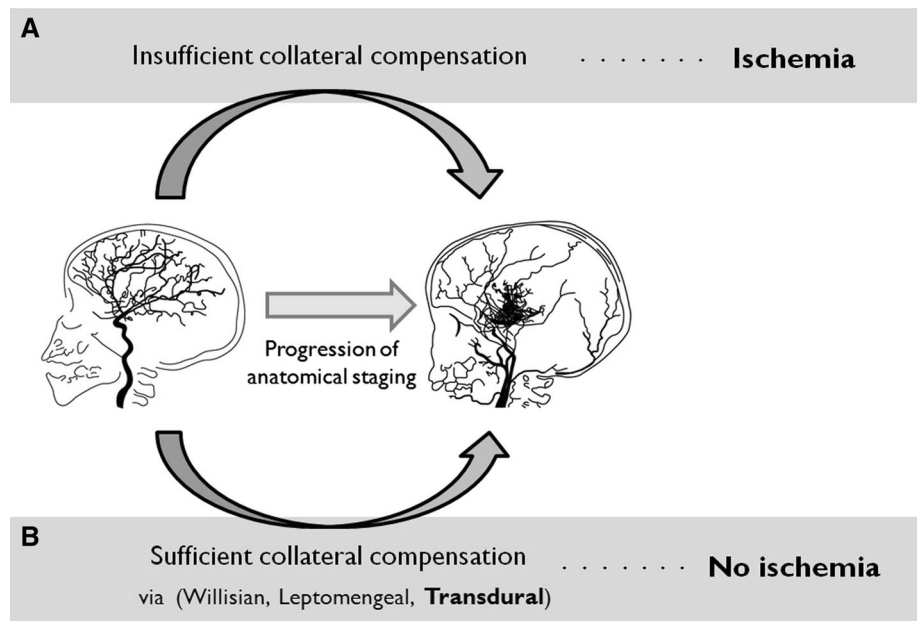 A
Insufficient collateral compensation . . . . . . . Ischemia
Progression of
anatomical staging
B
Sufficient collateral compensation . . . . . . . No ischemia
via (Willisian, Leptomengeal, Transdural)